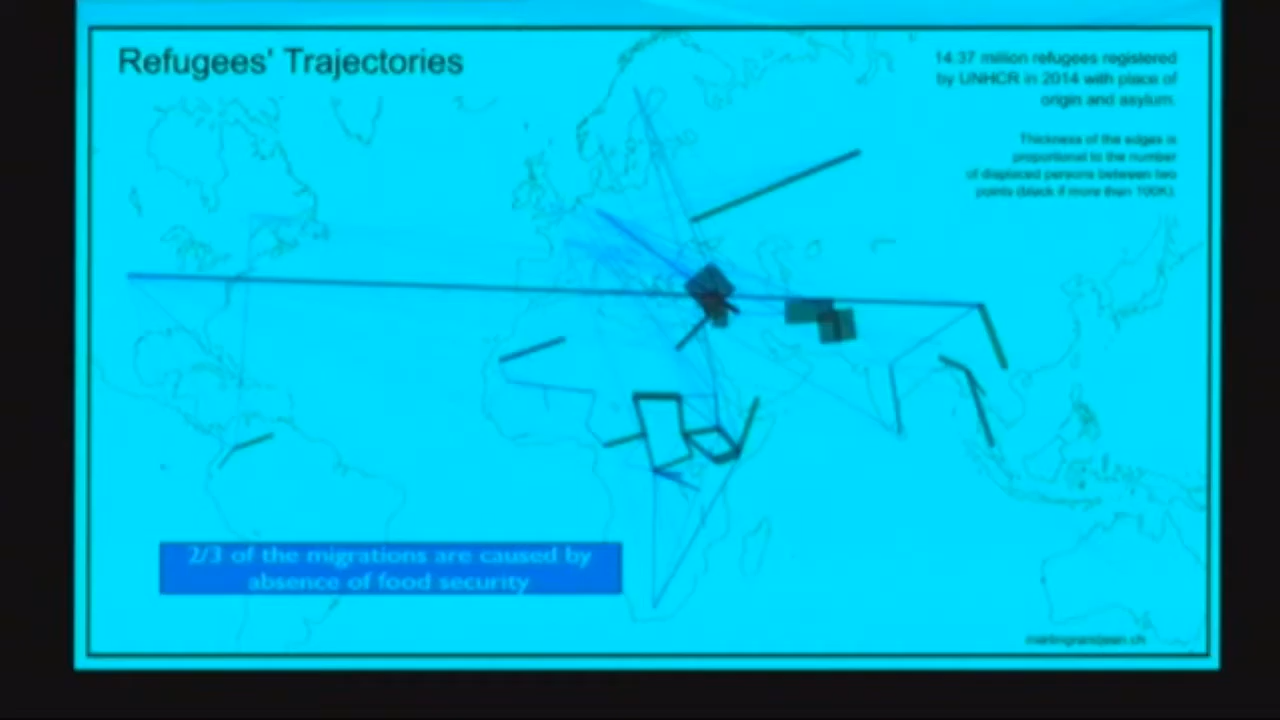 Refugees' Trajectories
14.37 million refugees registered
by UNHCR in 2014 with place of
origin and asylum.
Thickness of the edges is
proportional to the number
of displaced persons between two
points (black if more than 100K).
2/3 of the migrations are caused by
absence of food security
martingrandjean.ch